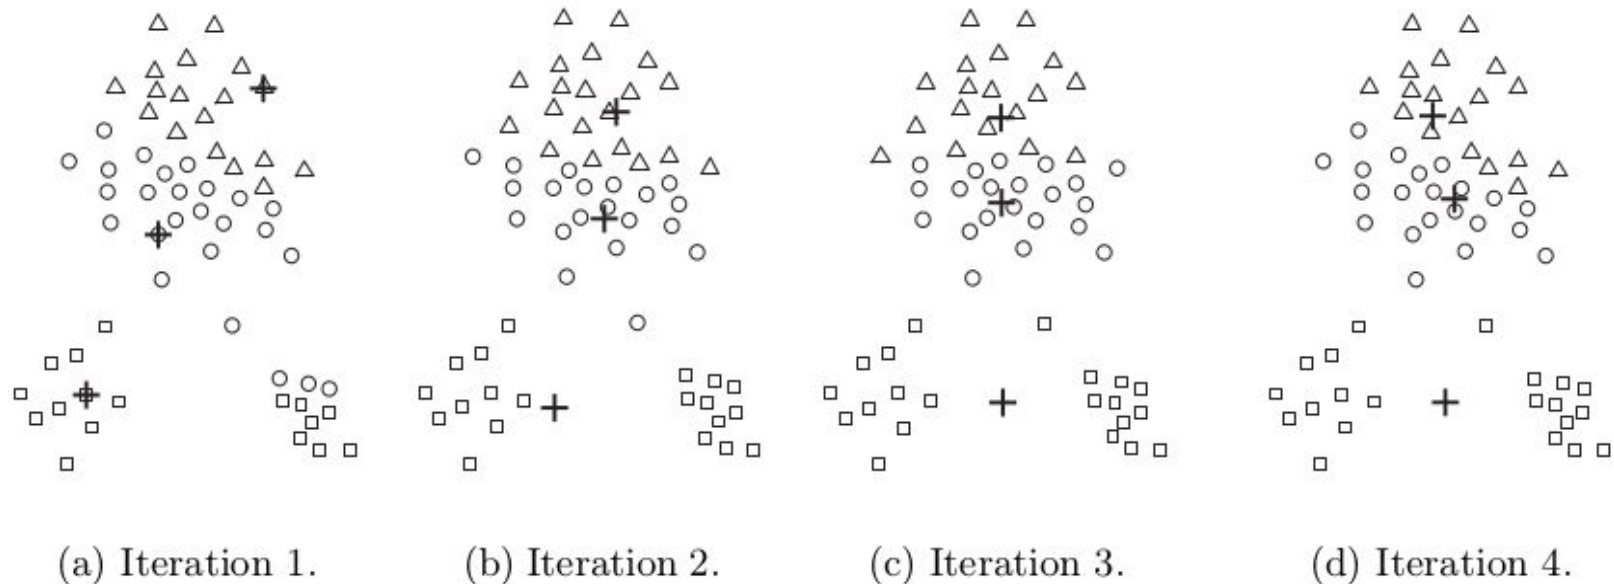 (a) Iteration 1.
(b) Iteration 2.
(c) Iteration 3.
(d) Iteration 4.